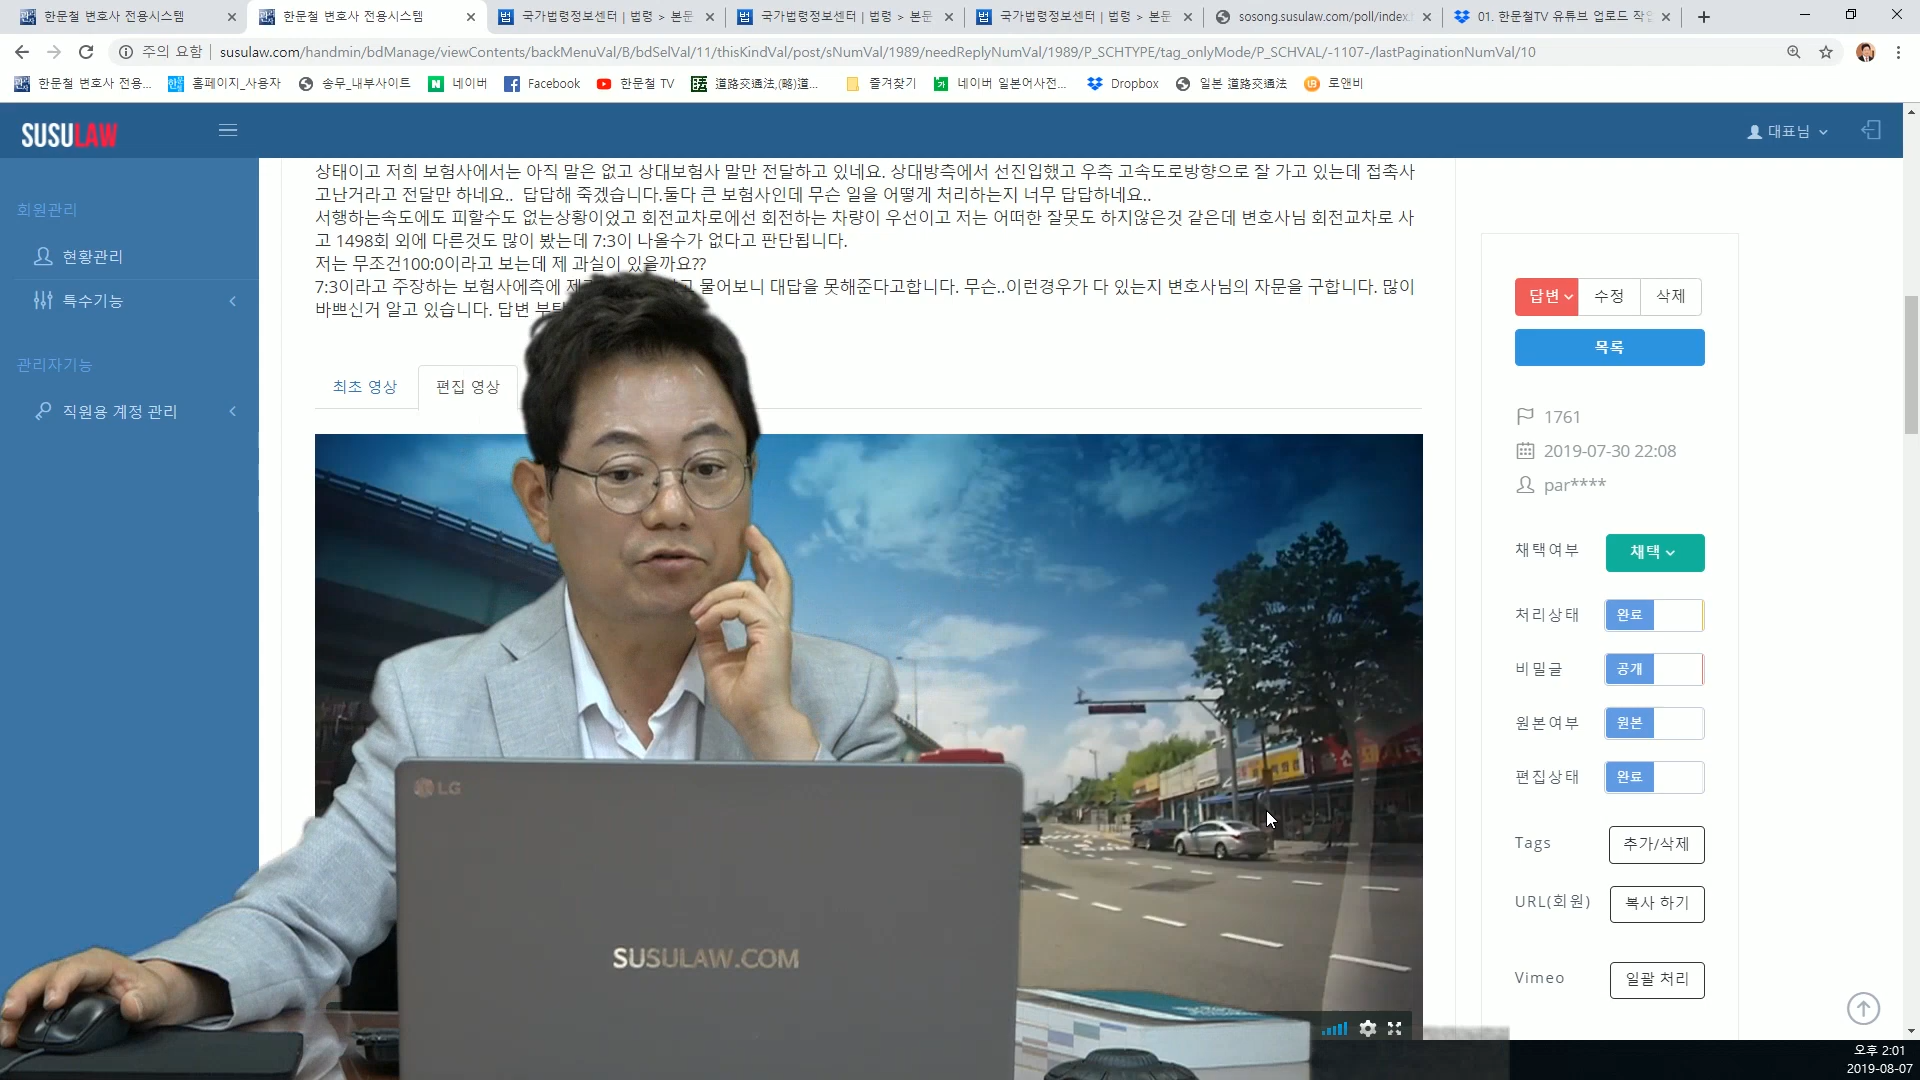 한문철 변호사 전용시스템
한문철 변호사 전용시스템
국가법령정보센터 | 법령 > 본문
국가법령정보센터 | 법령 > 본문
국가법령정보센터 | 법령 > 본문
sosong.susulaw.com/poll/index.
01. 한문철TV 유튜브 업로드 작
주의 요함
susulaw.com/handmin/bdManage/viewContents/backMenuVal/B/bdSelVal/11/thisKindVal/post/sNumVal/1989/needReplyNumVal/1989/P_SCHTYPE/tag_onlyMode/P_SCHVAL/-1107-/lastPaginationNumVal/10
한문철 변호사 전용...
홈페이지_사용자
송무_내부사이트
네이버
Facebook
한문철 TV
道路交通法,(略)道...
즐겨찾기
네이버 일본어사전...
Dropbox
일본 道路交通法
로앤비
SUSULAW
대표님
회원관리
현황관리
특수기능
관리자기능
직원용 계정 관리
상태이고 저희 보험사에서는 아직 말은 없고 상대보험사 말만 전달하고 있네요. 상대방측에서 선진입했고 우측 고속도로방향으로 잘 가고 있는데 접촉사
고난거라고 전달만 하네요.. 답답해 죽겠습니다.둘다 큰 보험사인데 무슨 일을 어떻게 처리하는지 너무 답답하네요..
서행하는속도에도 피할수도 없는상황이었고 회전교차로에선 회전하는 차량이 우선이고 저는 어떠한 잘못도 하지않은것 같은데 변호사님 회전교차로 사
고 1498회 외에 다른것도 많이 봤는데 7:3이 나올수가 없다고 판단됩니다.
저는 무조건100:0이라고 보는데 제 과실이 있을까요??
7:3이라고 주장하는 보험사에측에 물어보니 대답을 못해준다고합니다. 무슨..이런경우가 다 있는지 변호사님의 자문을 구합니다. 많이
바쁘신거 알고 있습니다. 답변
최초 영상
편집 영상
답변
수정
삭제
목록
1761
2019-07-30 22:08
par****
채택여부
채택
처리상태
완료
비밀글
공개
원본여부
원본
편집상태
완료
Tags
추가/삭제
URL(회원)
복사 하기
Vimeo
일괄 처리
LG
SUSULAW.COM
오후 2:01
2019-08-07